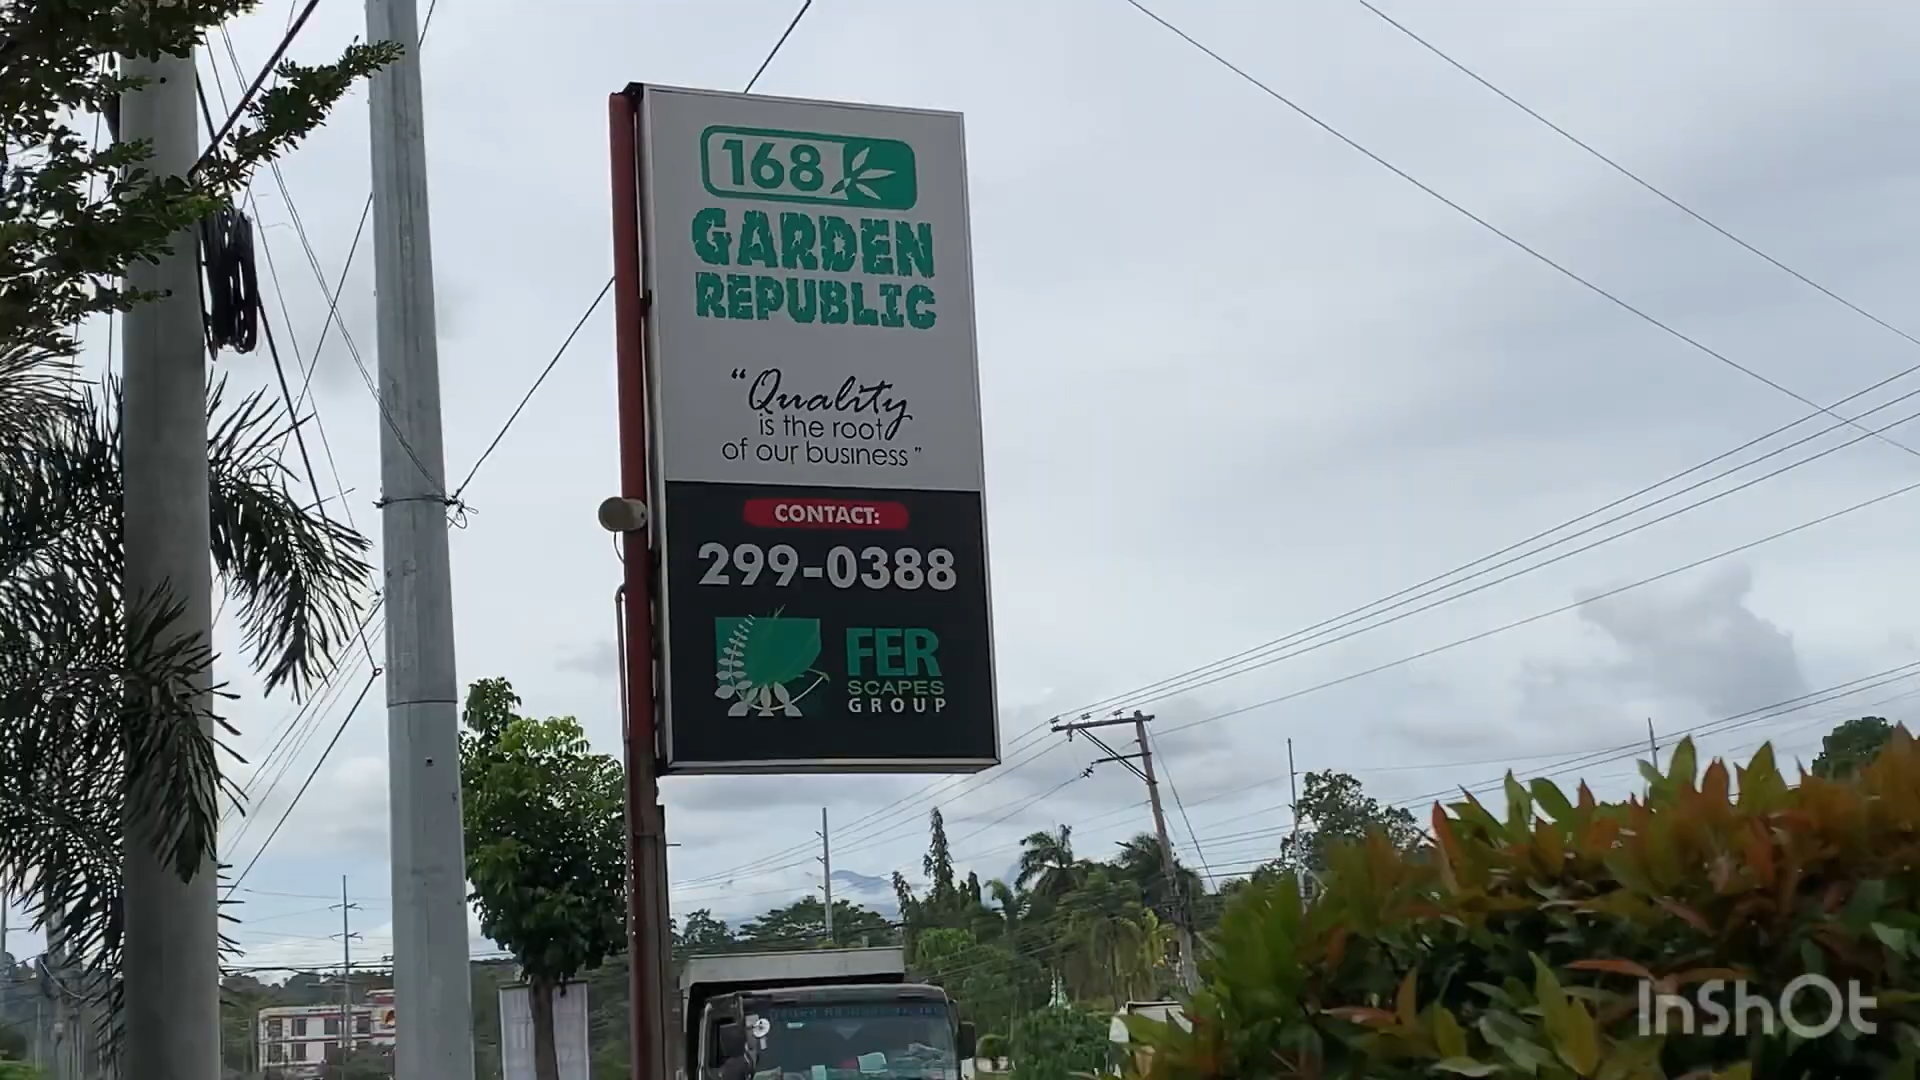 168
GARDEN
REPUBLIC
“Quality
is the root
of our business”
CONTACT:
299-0388
FER
SCAPES
GROUP
InShOt